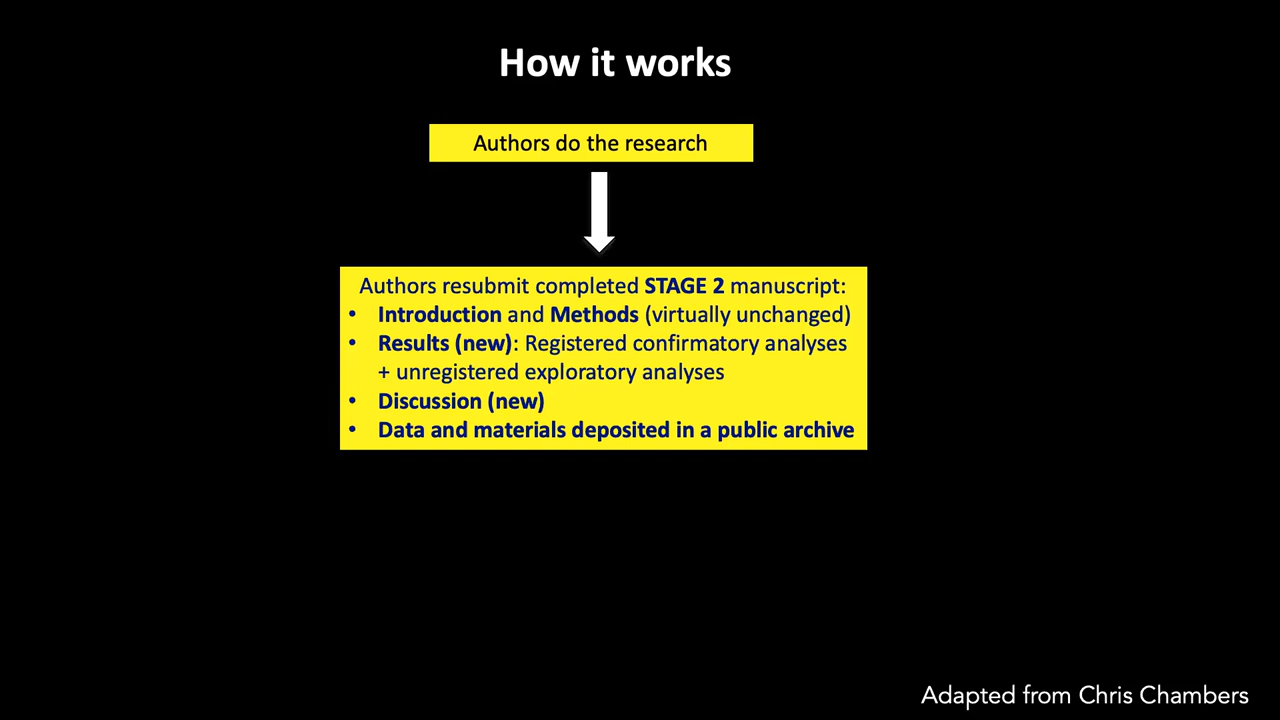 How it works
Authors do the research
Authors resubmit completed STAGE 2 manuscript:
• Introduction and Methods (virtually unchanged)
• Results (new): Registered confirmatory analyses
+ unregistered exploratory analyses
• Discussion (new)
• Data and materials deposited in a public archive
Adapted from Chris Chambers